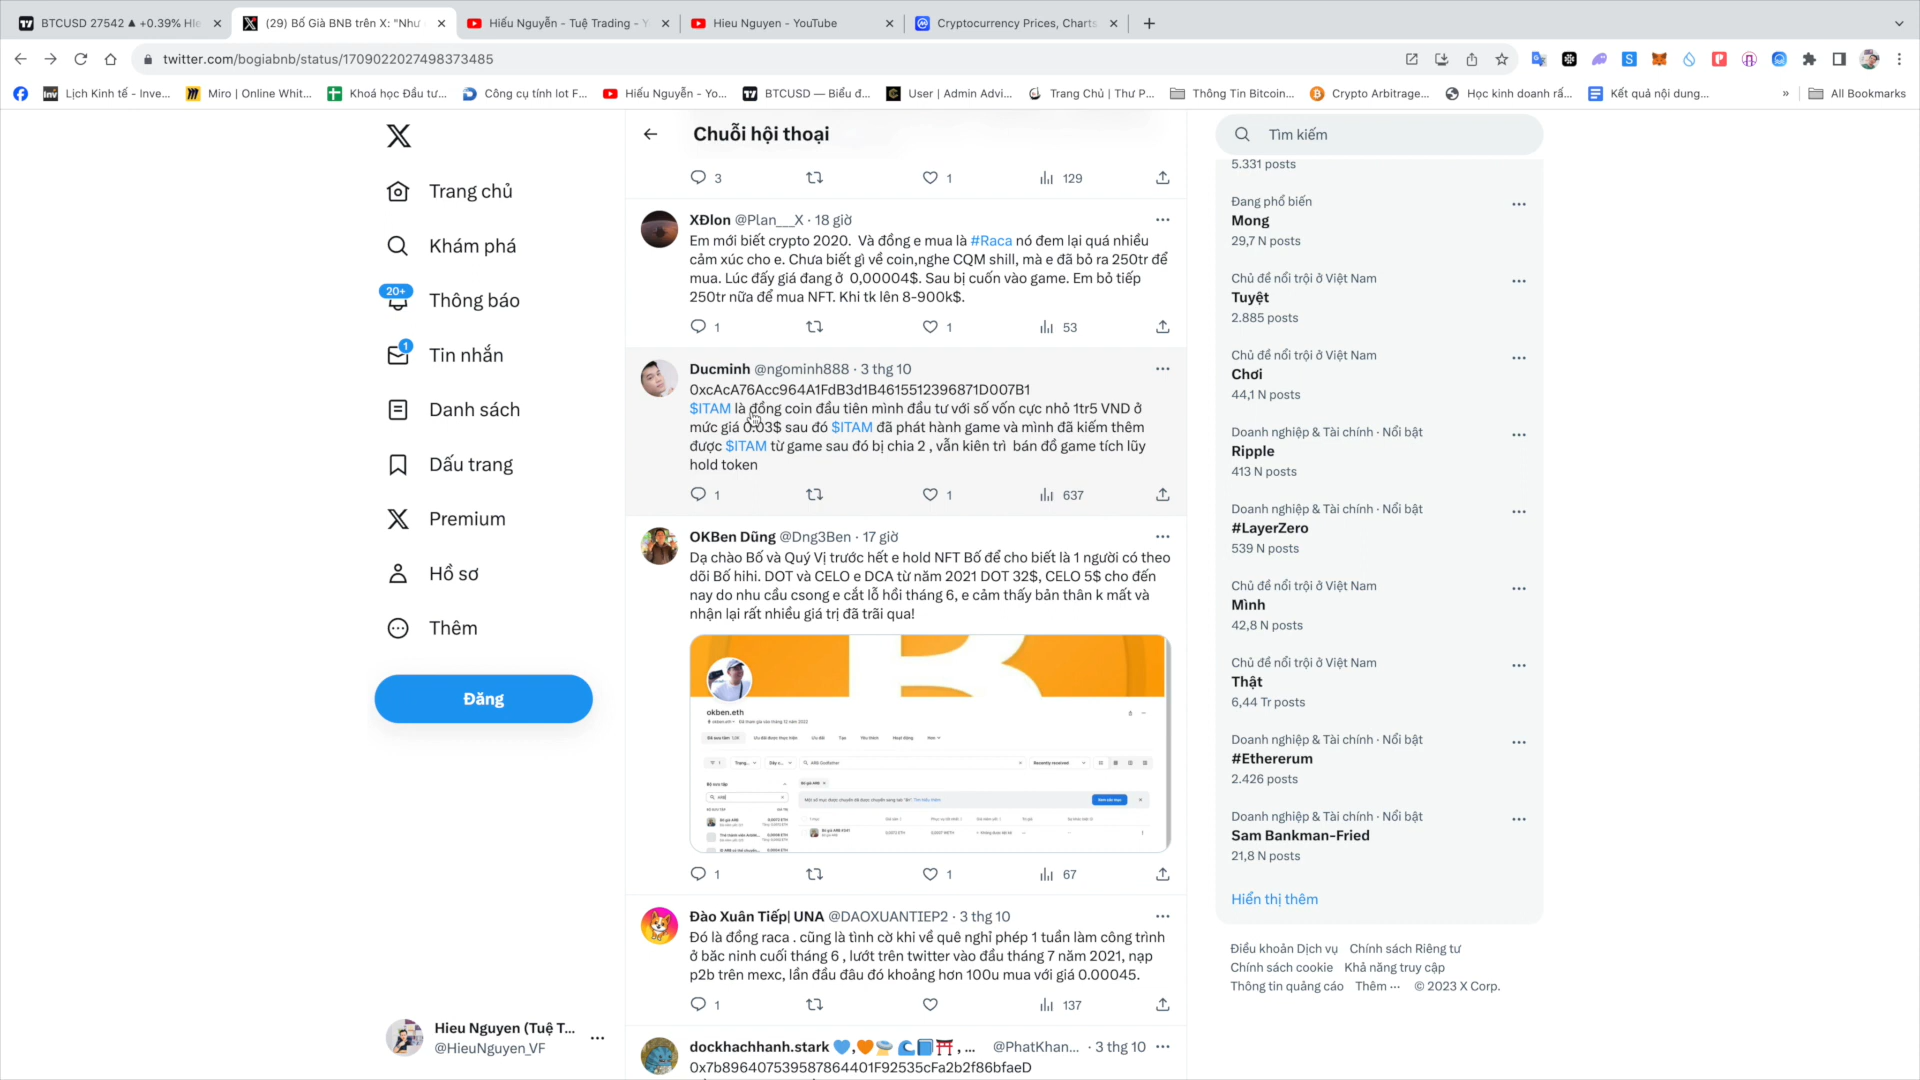 BTCUSD 27542 ▲ +0.39% Hi
(29) Bố Già BNB trên X: "Như
Hiếu Nguyễn - Tuệ Trading - Y
Hieu Nguyen - YouTube
Cryptocurrency Prices, Charts
twitter.com/bogiabnb/status/1709022027498373485
Lịch Kinh tế - Inve...
Miro | Online Whit...
Khoá học Đầu tư...
Công cụ tính lot F...
Hiếu Nguyễn - Yo...
BTCUSD — Biểu đ...
User | Admin Advi...
Trang Chủ | Thư P...
Thông Tin Bitcoin...
Crypto Arbitrage...
Học kinh doanh rấ...
Kết quả nội dung...
»
All Bookmarks
Trang chủ
Khám phá
20+
Thông báo
1
Tin nhắn
Danh sách
Dấu trang
Premium
Hồ sơ
Thêm
Đăng
Hieu Nguyen (Tuệ T...
@HieuNguyen_VF
Chuỗi hội thoại
3 1 129
XĐlon @Plan___X · 18 giờ
Em mới biết crypto 2020. Và đồng e mua là #Raca nó đem lại quá nhiều
cảm xúc cho e. Chưa biết gì về coin,nghe CQM shill, mà e đã bỏ ra 250tr để
mua. Lúc đấy giá đang ở 0,00004$. Sau bị cuốn vào game. Em bỏ tiếp
250tr nữa để mua NFT. Khi tk lên 8-900k$.
1 1 53
Ducminh @ngominh888 · 3 thg 10
0xcAcA76Acc964A1FdB3d1B4615512396871D007B1
$ITAM là đồng coin đầu tiên mình đầu tư với số vốn cực nhỏ 1tr5 VND ở
mức giá 0.03$ sau đó $ITAM đã phát hành game và mình đã kiếm thêm
được $ITAM từ game sau đó bị chia 2 , vẫn kiên trì bán đồ game tích lũy
hold token
1 1 637
OKBen Dũng @Dng3Ben · 17 giờ
Dạ chào Bố và Quý Vị trước hết e hold NFT Bố để cho biết là 1 người có theo
dõi Bố hihi. DOT và CELO e DCA từ năm 2021 DOT 32$, CELO 5$ cho đến
nay do nhu cầu csong e cắt lỗ hồi tháng 6, e cảm thấy bản thân k mất và
nhận lại rất nhiều giá trị đã trãi qua!
okben.eth
ARB Godfather
Recently received
1 1 67
Đào Xuân Tiếp| UNA @DAOXUANTIEP2 · 3 thg 10
Đó là đồng raca . cũng là tình cờ khi về quê nghỉ phép 1 tuần làm công trình
ở băc ninh cuối tháng 6 , lướt trên twitter vào đầu tháng 7 năm 2021, nạp
p2b trên mexc, lần đầu đâu đó khoảng hơn 100u mua với giá 0.00045.
1 137
dockhachhanh.stark 💙,🧡 🌊📘⛩️, ... @PhatKhan... · 3 thg 10
0x7b896407539587864401F92535cFa2b2f86bfaeD
Tìm kiếm
5.331 posts
Đang phổ biến
Mong
29,7 N posts
Chủ đề nổi trội ở Việt Nam
Tuyệt
2.885 posts
Chủ đề nổi trội ở Việt Nam
Chơi
44,1 N posts
Doanh nghiệp & Tài chính · Nổi bật
Ripple
413 N posts
Doanh nghiệp & Tài chính · Nổi bật
#LayerZero
539 N posts
Chủ đề nổi trội ở Việt Nam
Mình
42,8 N posts
Chủ đề nổi trội ở Việt Nam
Thật
6,44 Tr posts
Doanh nghiệp & Tài chính · Nổi bật
#Ethererum
2.426 posts
Doanh nghiệp & Tài chính · Nổi bật
Sam Bankman-Fried
21,8 N posts
Hiển thị thêm
Điều khoản Dịch vụ Chính sách Riêng tư
Chính sách cookie Khả năng truy cập
Thông tin quảng cáo Thêm ··· © 2023 X Corp.